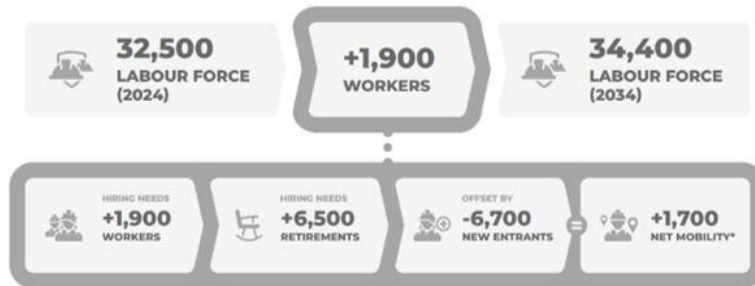 32,500
LABOUR FORCE
(2024)
+1,900
WORKERS
34,400
LABOUR FORCE
(2034)
HIRING NEEDS
+1,900
WORKERS
HIRING NEEDS
+6,500
RETIREMENTS
OFFSET BY
-6,700
NEW ENTRANTS
=
+1,700
NET MOBILITY*